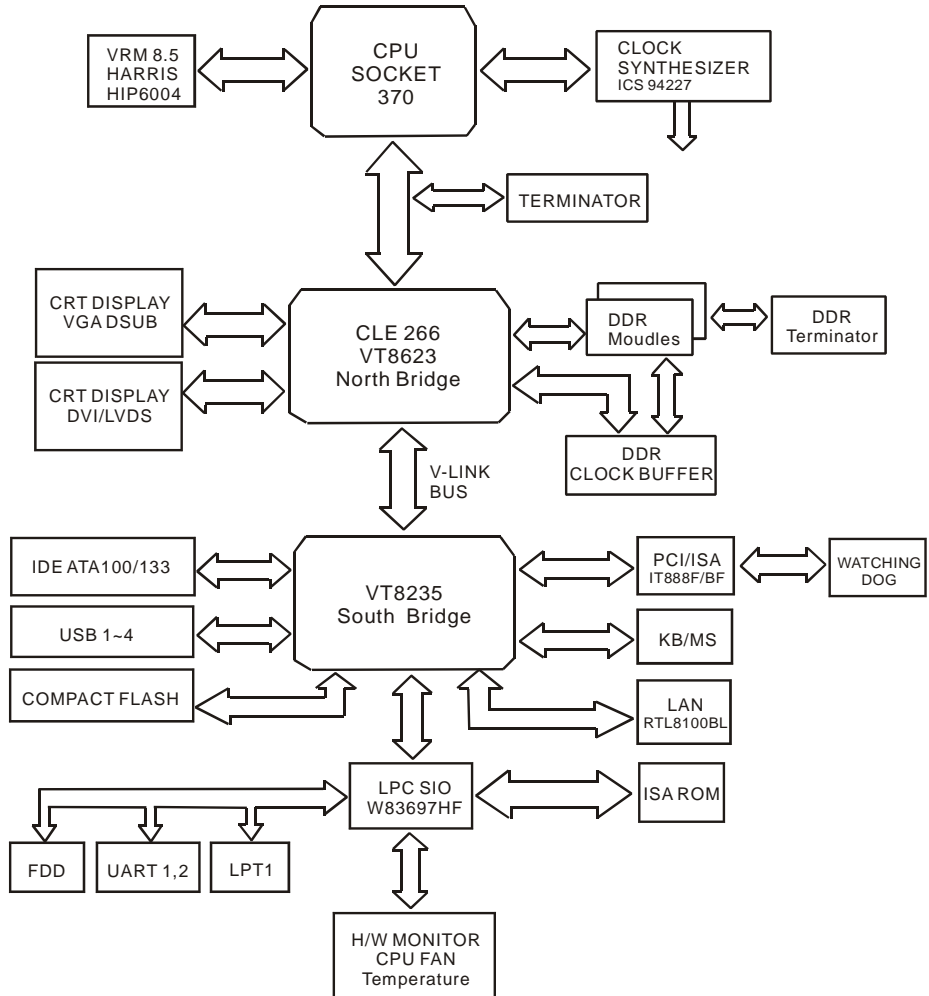 VRM 8.5
HARRIS
HIP6004
CPU
SOCKET
370
CLOCK
SYNTHESIZER
ICS 94227
TERMINATOR
CRT DISPLAY
VGA DSUB
CRT DISPLAY
DVI/LVDS
CLE 266
VT8623
North Bridge
DDR
Moudles
DDR
Terminator
DDR
CLOCK BUFFER
V-LINK
BUS
IDE ATA100/133
USB 1~4
COMPACT FLASH
VT8235
South Bridge
PCI/ISA
IT888F/BF
WATCHING
DOG
KB/MS
LAN
RTL8100BL
LPC SIO
W83697HF
ISA ROM
FDD
UART 1,2
LPT1
H/W MONITOR
CPU FAN
Temperature